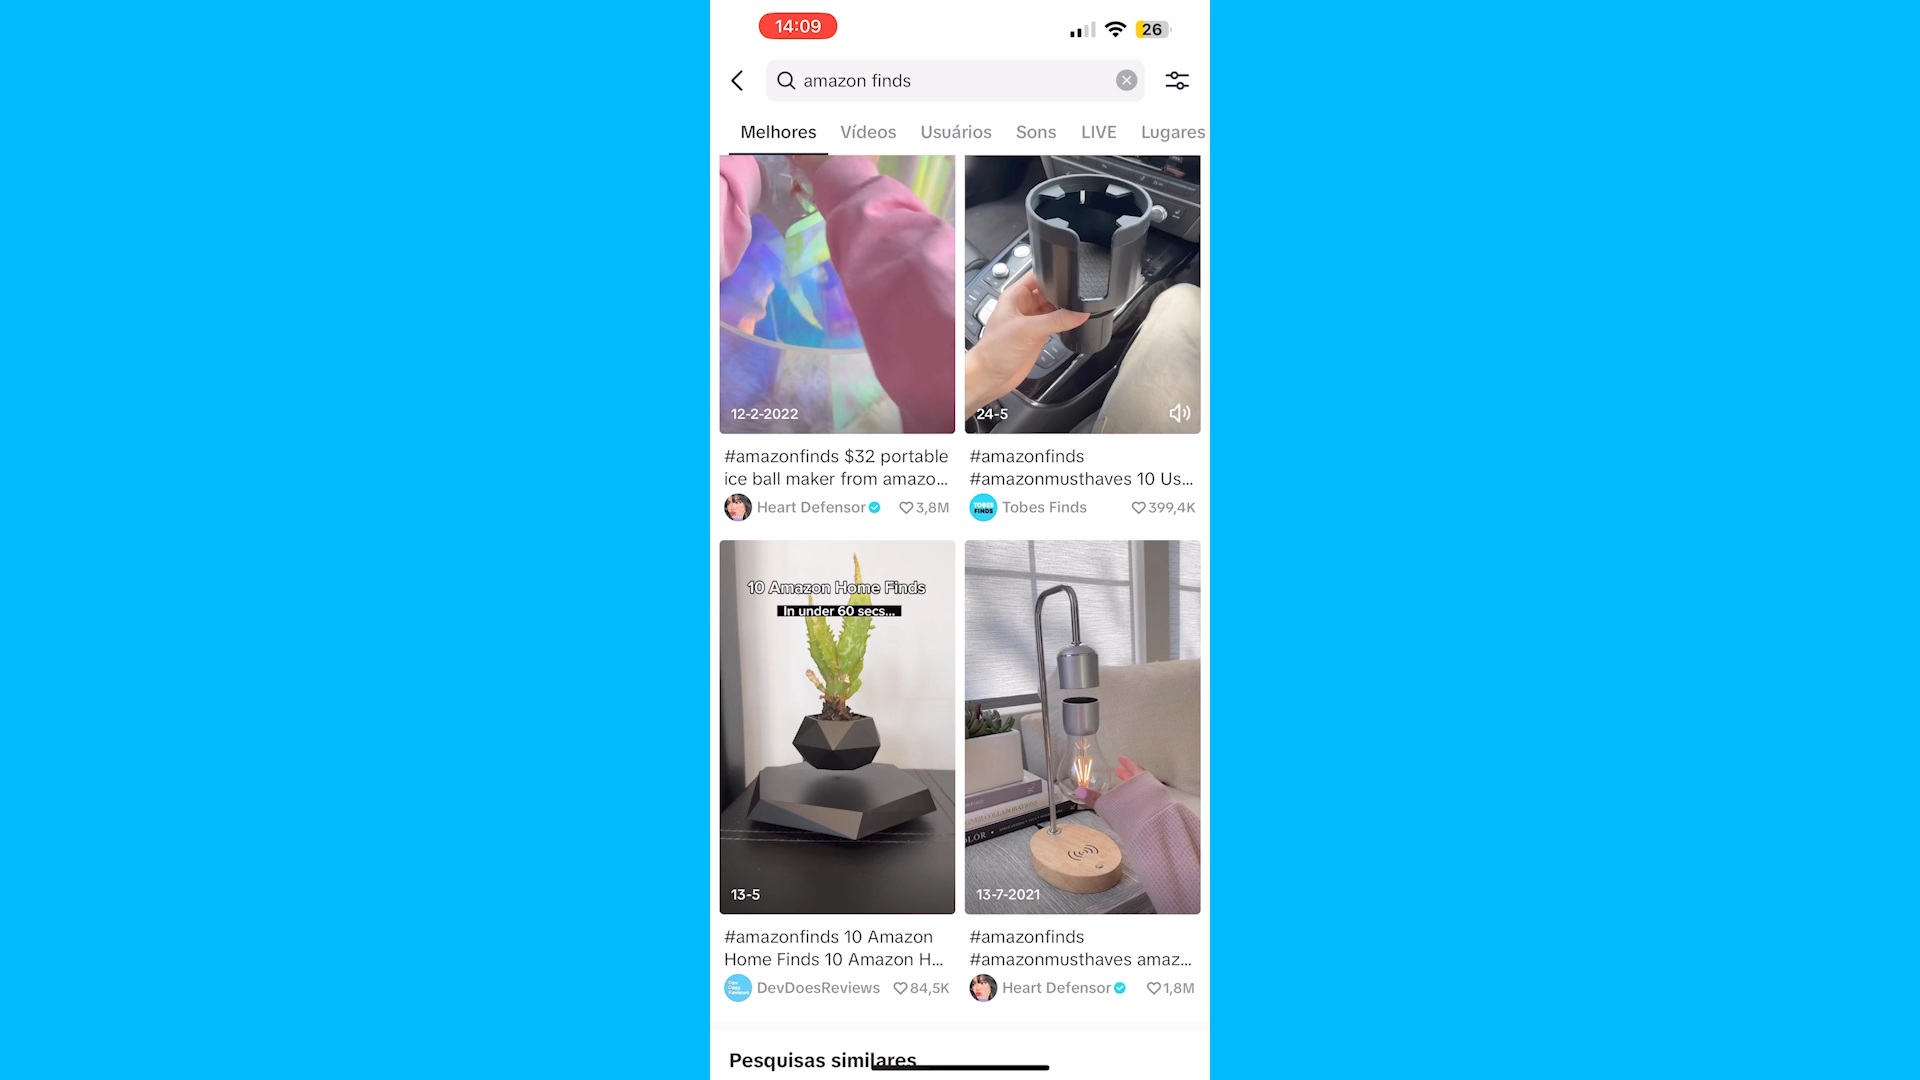 14:09
26
amazon finds
Melhores Vídeos Usuários Sons LIVE Lugares
12-2-2022
24-5
#amazonfinds $32 portable
ice ball maker from amazo...
Heart Defensor 3,8M
#amazonfinds
#amazonmusthaves 10 Us...
TOBES
FINDS
Tobes Finds 399,4K
10 Amazon Home Finds
In under 60 secs...
13-5
13-7-2021
#amazonfinds 10 Amazon
Home Finds 10 Amazon H...
DevDoesReviews 84,5K
#amazonfinds
#amazonmusthaves amaz...
Heart Defensor 1,8M
Pesquisas similares